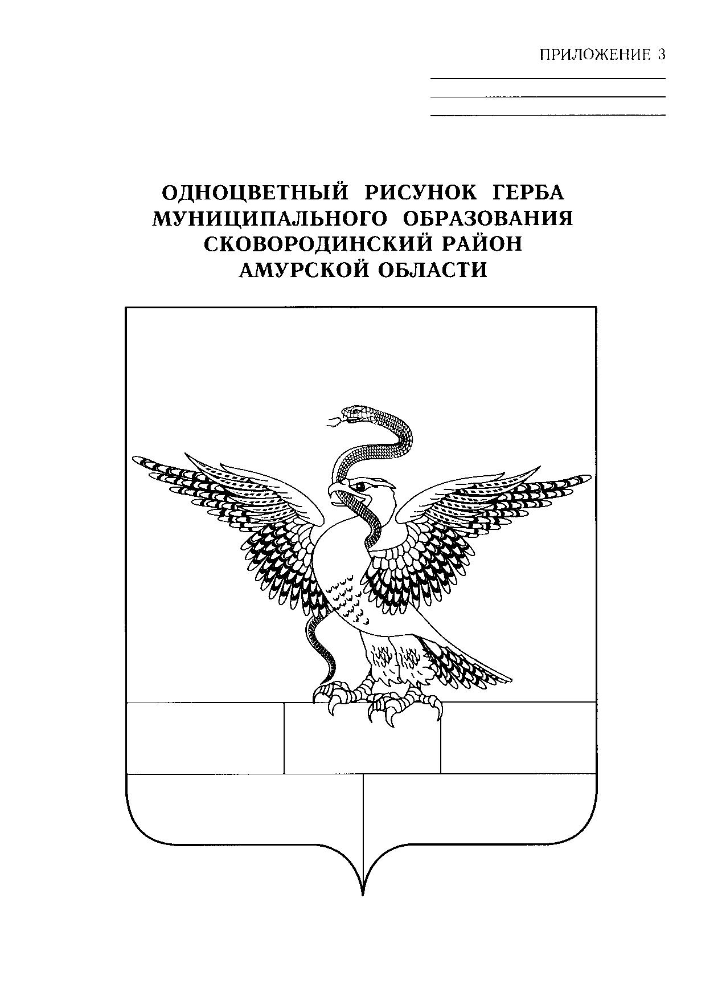 ПРИЛОЖЕНИЕ 3
ОДНОЦВЕТНЫЙ РИСУНОК ГЕРБА
МУНИЦИПАЛЬНОГО ОБРАЗОВАНИЯ
СКОВОРОДИНСКИЙ РАЙОН
АМУРСКОЙ ОБЛАСТИ